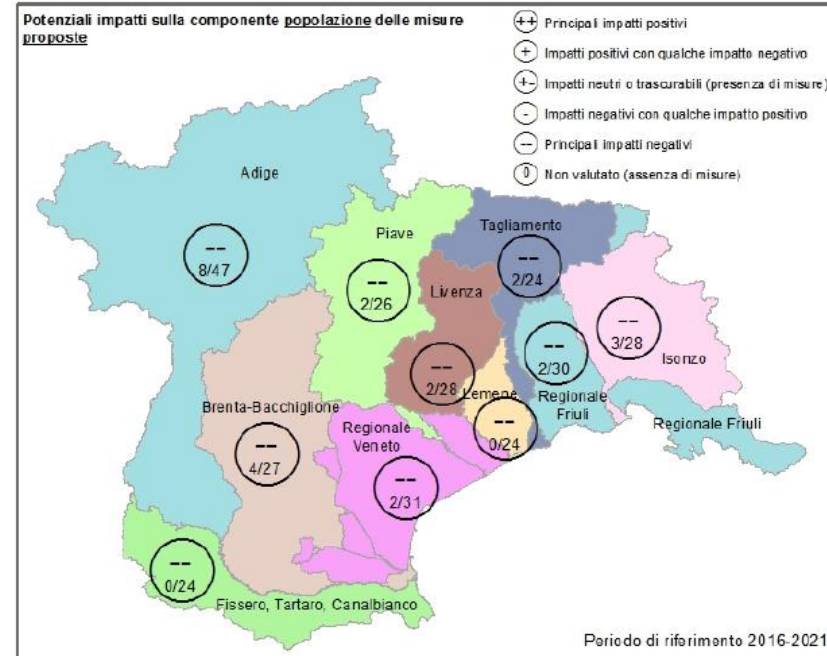 Potenziali impatti sulla componente popolazione delle misure
proposte
++ Principali impatti positivi
+ Impatti positivi con qualche impatto negativo
+- Impatti neutri o trascurabili (presenza di misure)
- Impatti negativi con qualche impatto positivo
-- Principali impatti negativi
0 Non valutato (assenza di misure)
Adige
--
8/47
Piave
--
2/26
Tagliamento
--
2/24
Livenza
--
2/28
Lemene
--
0/24
--
2/30
Regionale
Friuli
--
3/28
Isonzo
Regionale Friuli
Brenta-Bacchiglione
--
4/27
Regionale
Veneto
--
2/31
--
0/24
Fissero, Tartaro, Canalbianco
Periodo di riferimento 2016-2021